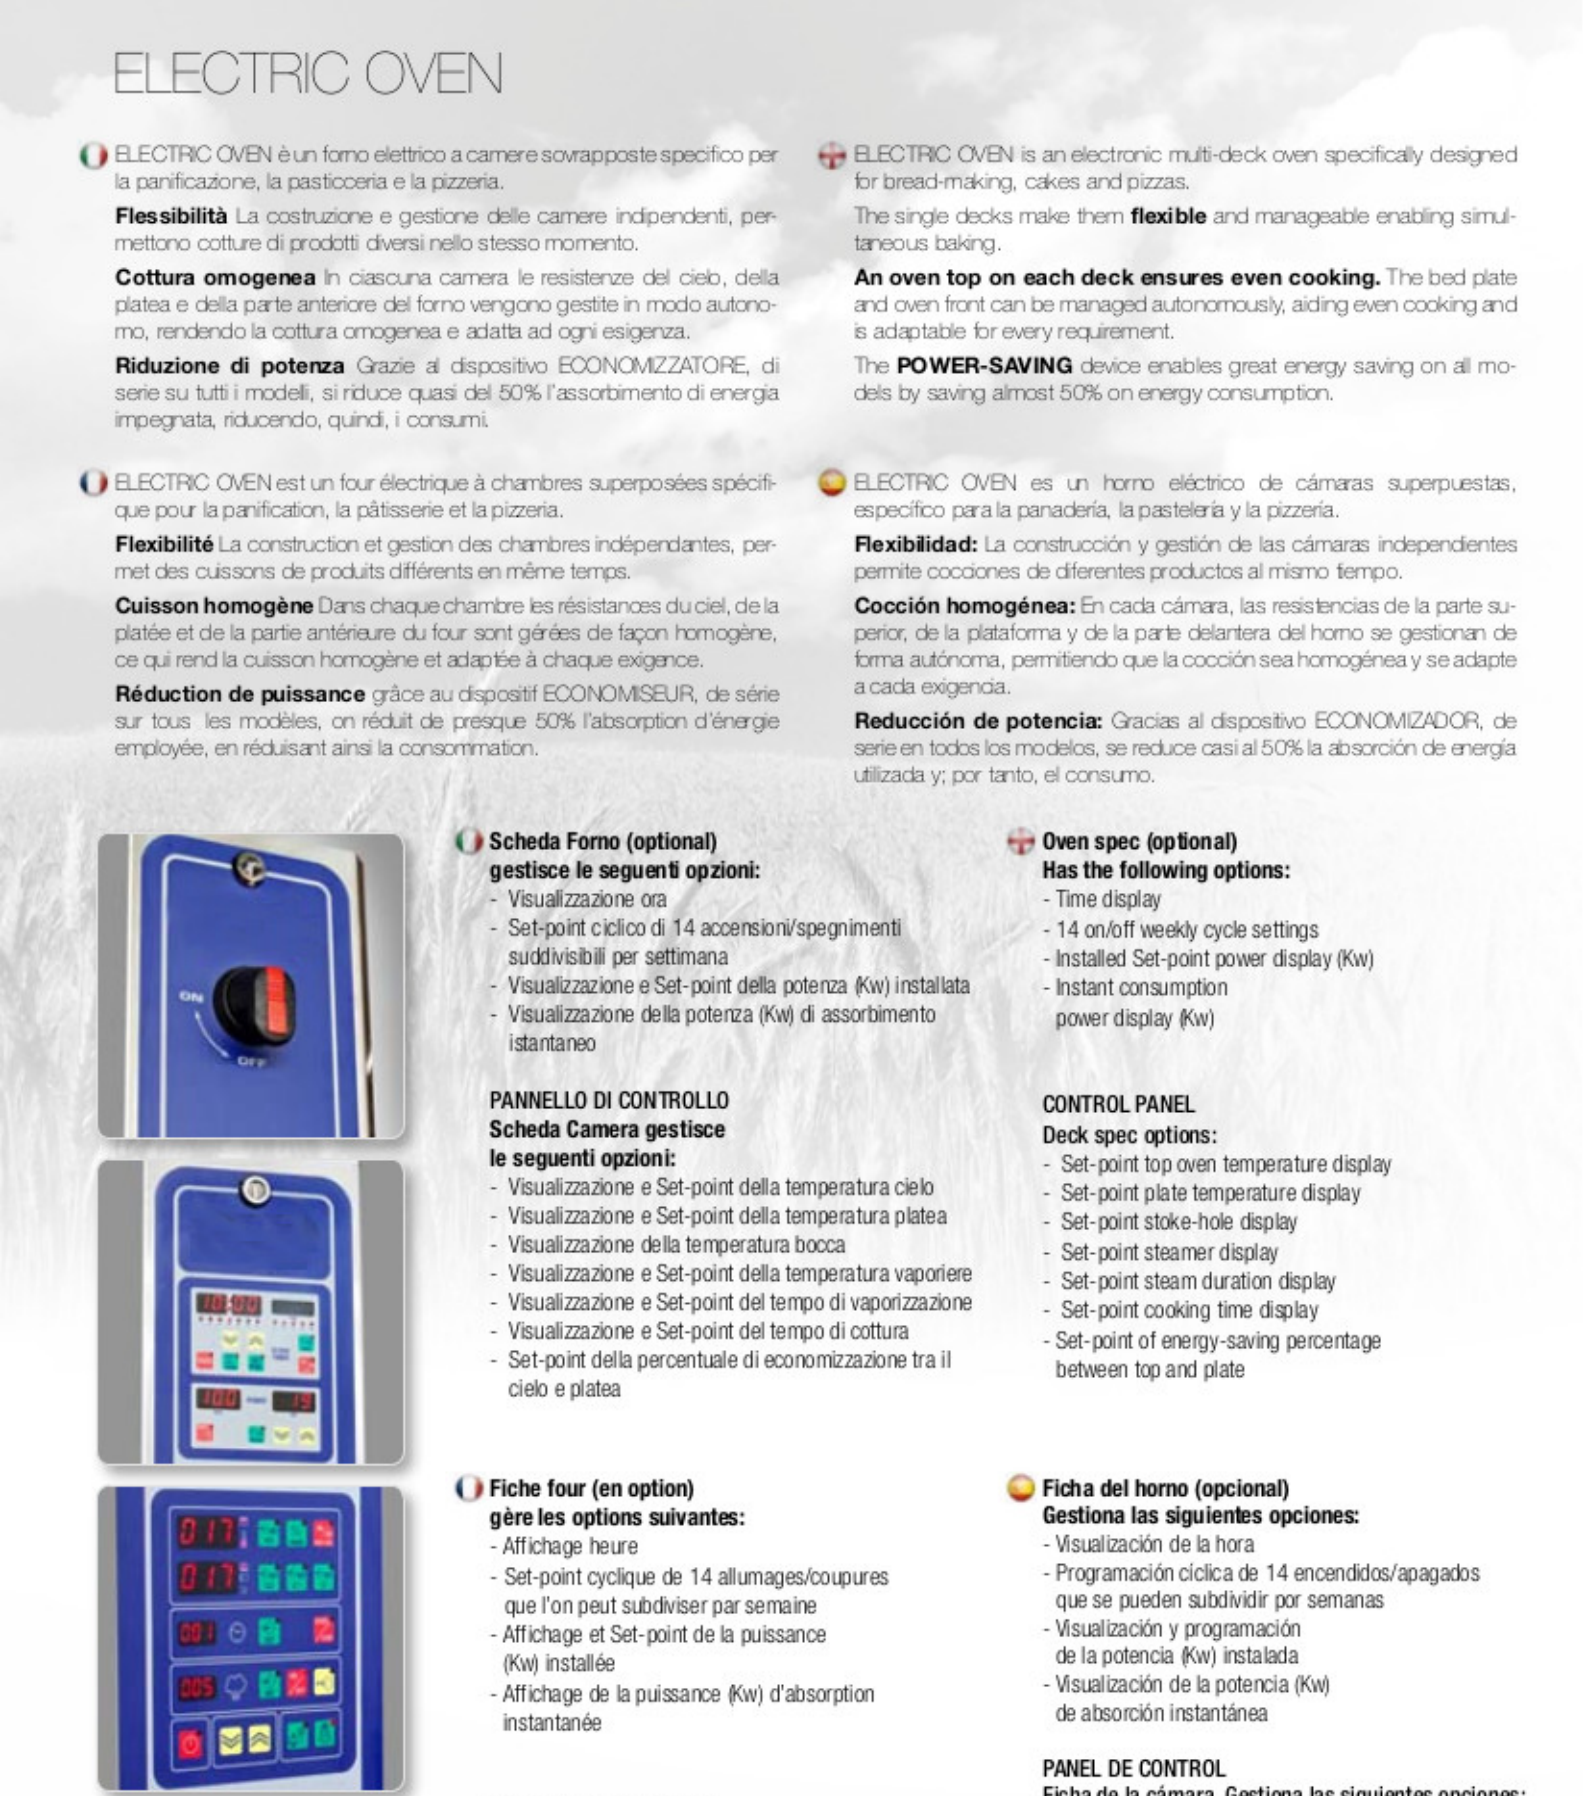 ELECTRIC OVEN
ELECTRIC OVEN è un forno elettrico a camere sovrapposte specifico per
la panificazione, la pasticceria e la pizzeria.
Flessibilità La costruzione e gestione delle camere indipendenti, per-
mettono cotture di prodotti diversi nello stesso momento.
Cottura omogenea In ciascuna camera le resistenze del cielo, della
platea e della parte anteriore del forno vengono gestite in modo autono-
mo, rendendo la cottura omogenea e adatta ad ogni esigenza.
Riduzione di potenza Grazie al dispositivo ECONOMIZZATORE, di
serie su tutti i modelli, si riduce quasi del 50% l'assorbimento di energia
impegnata, riducendo, quindi, i consumi.
ELECTRIC OVEN is an electronic multi-deck oven specifically designed
for bread-making, cakes and pizzas.
The single decks make them flexible and manageable enabling simul-
taneous baking.
An oven top on each deck ensures even cooking. The bed plate
and oven front can be managed autonomously, aiding even cooking and
is adaptable for every requirement.
The POWER-SAVING device enables great energy saving on all mo-
dels by saving almost 50% on energy consumption.
ELECTRIC OVEN est un four électrique à chambres superposées spécifi-
que pour la panification, la pâtisserie et la pizzeria.
Flexibilité La construction et gestion des chambres indépendantes, per-
met des cuissons de produits différents en même temps.
Cuisson homogène Dans chaque chambre les résistances du ciel, de la
platée et de la partie antérieure du four sont gérées de façon homogène,
ce qui rend la cuisson homogène et adaptée à chaque exigence.
Réduction de puissance grâce au dispositif ECONOMISEUR, de série
sur tous les modèles, on réduit de presque 50% l'absorption d'énergie
employée, en réduisant ainsi la consommation.
ELECTRIC OVEN es un horno eléctrico de cámaras superpuestas,
específico para la panadería, la pastelería y la pizzería.
Flexibilidad: La construcción y gestión de las cámaras independientes
permite cocciones de diferentes productos al mismo tiempo.
Cocción homogénea: En cada cámara, las resistencias de la parte su-
perior, de la plataforma y de la parte delantera del horno se gestionan de
forma autónoma, permitiendo que la cocción sea homogénea y se adapte
a cada exigencia.
Reducción de potencia: Gracias al dispositivo ECONOMIZADOR, de
serie en todos los modelos, se reduce casi al 50% la absorción de energía
utilizada y; por tanto, el consumo.
ON
OFF
10:00
100
19
017
017
001
005
Scheda Forno (optional)
gestisce le seguenti opzioni:
- Visualizzazione ora
- Set-point ciclico di 14 accensioni/spegnimenti
suddivisibili per settimana
- Visualizzazione e Set-point della potenza (Kw) installata
- Visualizzazione della potenza (Kw) di assorbimento
istantaneo
PANNELLO DI CONTROLLO
Scheda Camera gestisce
le seguenti opzioni:
- Visualizzazione e Set-point della temperatura cielo
- Visualizzazione e Set-point della temperatura platea
- Visualizzazione della temperatura bocca
- Visualizzazione e Set-point della temperatura vaporiere
- Visualizzazione e Set-point del tempo di vaporizzazione
- Visualizzazione e Set-point del tempo di cottura
- Set-point della percentuale di economizzazione tra il
cielo e platea
Oven spec (optional)
Has the following options:
- Time display
- 14 on/off weekly cycle settings
- Installed Set-point power display (Kw)
- Instant consumption
power display (Kw)
CONTROL PANEL
Deck spec options:
- Set-point top oven temperature display
- Set-point plate temperature display
- Set-point stoke-hole display
- Set-point steamer display
- Set-point steam duration display
- Set-point cooking time display
- Set-point of energy-saving percentage
between top and plate
Fiche four (en option)
gère les options suivantes:
- Affichage heure
- Set-point cyclique de 14 allumages/coupures
que l'on peut subdiviser par semaine
- Affichage et Set-point de la puissance
(Kw) installée
- Affichage de la puissance (Kw) d'absorption
instantanée
Ficha del horno (opcional)
Gestiona las siguientes opciones:
- Visualización de la hora
- Programación cíclica de 14 encendidos/apagados
que se pueden subdividir por semanas
- Visualización y programación
de la potencia (Kw) instalada
- Visualización de la potencia (Kw)
de absorción instantánea
PANEL DE CONTROL
Ficha de la cámara. Gestiona las siguientes opciones: